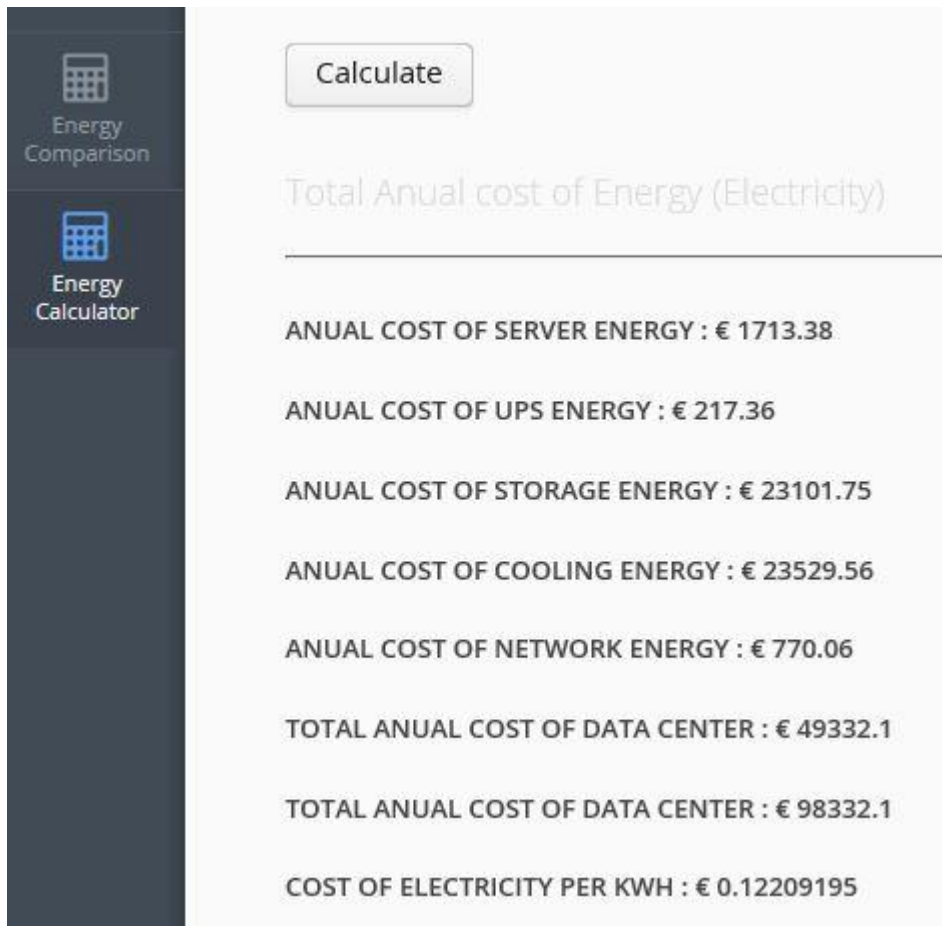 Energy
Comparison
Energy
Calculator
Calculate
Total Anual cost of Energy (Electricity)
ANUAL COST OF SERVER ENERGY : € 1713.38
ANUAL COST OF UPS ENERGY : € 217.36
ANUAL COST OF STORAGE ENERGY : € 23101.75
ANUAL COST OF COOLING ENERGY : € 23529.56
ANUAL COST OF NETWORK ENERGY : € 770.06
TOTAL ANUAL COST OF DATA CENTER : € 49332.1
TOTAL ANUAL COST OF DATA CENTER : € 98332.1
COST OF ELECTRICITY PER KWH : € 0.12209195